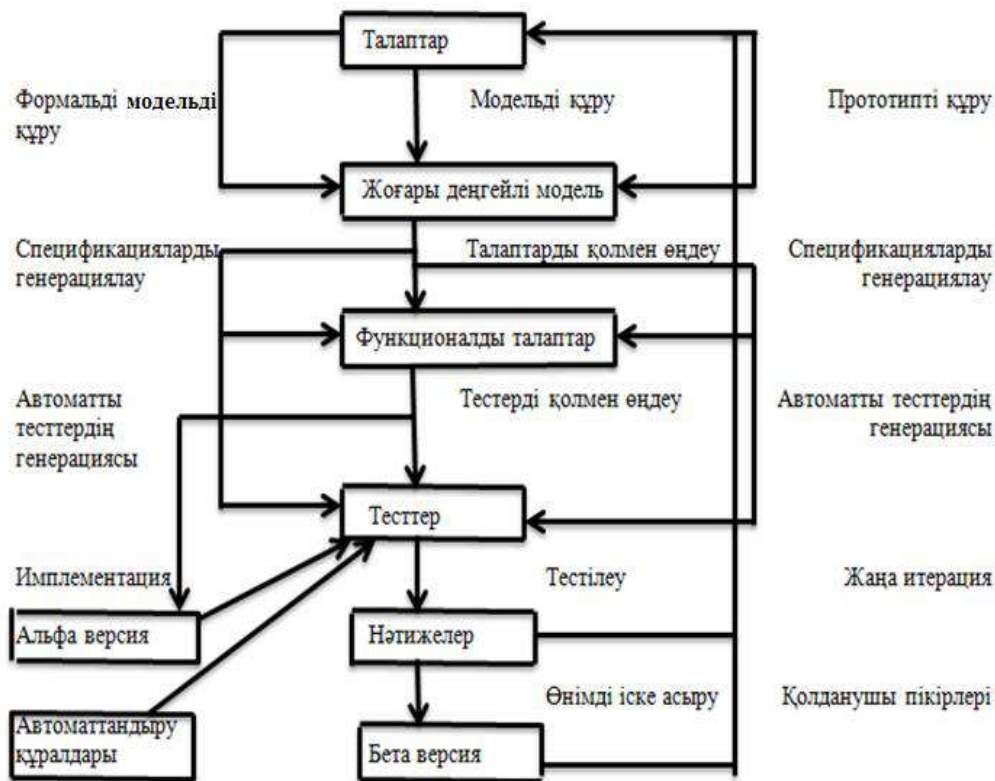 Талаптар
Формальді модельді
құру
Модельді құру
Прототипті құру
Жоғары деңгейлі модель
Спецификацияларды
генерациялау
Талаптарды қолмен өңдеу
Спецификацияларды
генерациялау
Функционалды талаптар
Автоматты
тесттердің
генерациясы
Тестерді қолмен өңдеу
Автоматты тесттердің
генерациясы
Тесттер
Имплементация
Тестілеу
Жаңа итерация
Альфа версия
Нәтижелер
Өнімді іске асыру
Қолданушы пікірлері
Автоматтандыру
құралдары
Бета версия